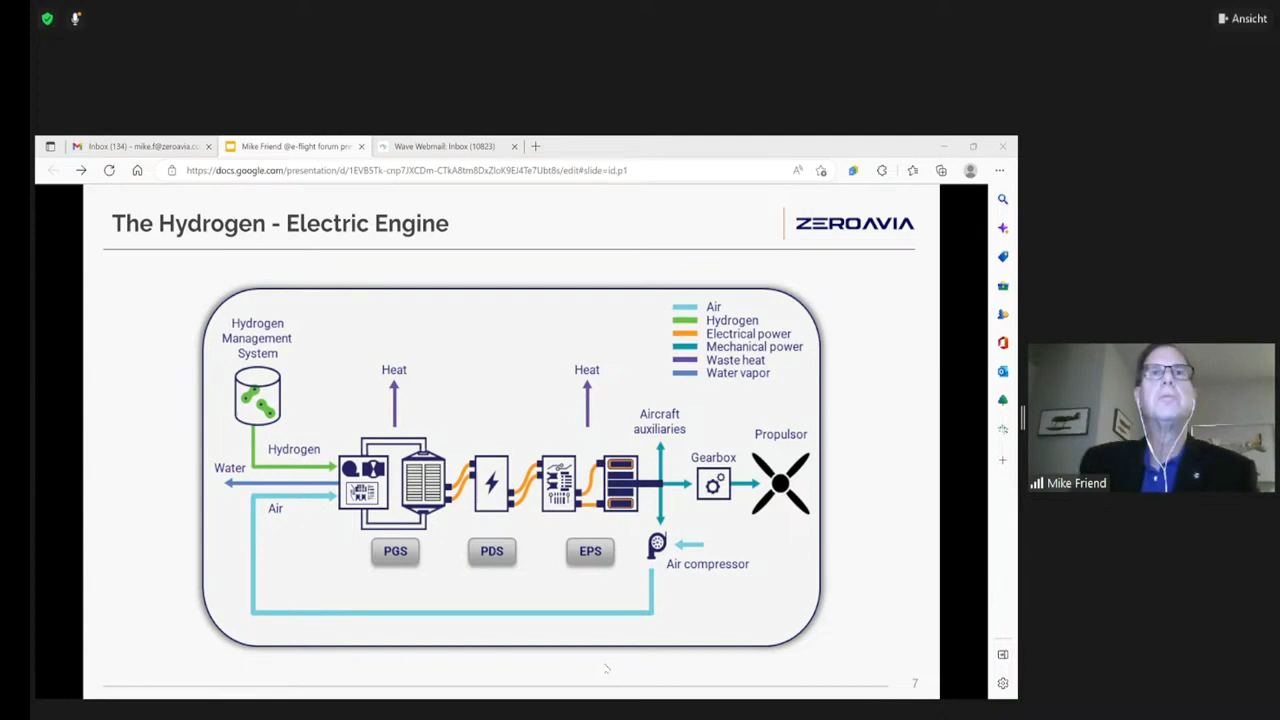 Ansicht
Inbox (134) - mike.f@zeroavia.co
Mike Friend @e-flight forum pre
Wave Webmail: Inbox (10823)
https://docs.google.com/presentation/d/1EVB5Tk-cnp7JXCDm-CTkA8tm8DxZloK9EJ4Te7Ubt8s/edit#slide=id.p1
The Hydrogen - Electric Engine
ZEROAVIA
Air
Hydrogen
Electrical power
Mechanical power
Waste heat
Water vapor
Hydrogen
Management
System
Heat
Heat
Aircraft
auxiliaries
Propulsor
Hydrogen
Gearbox
Water
Air
PGS
PDS
EPS
Air compressor
7
Mike Friend